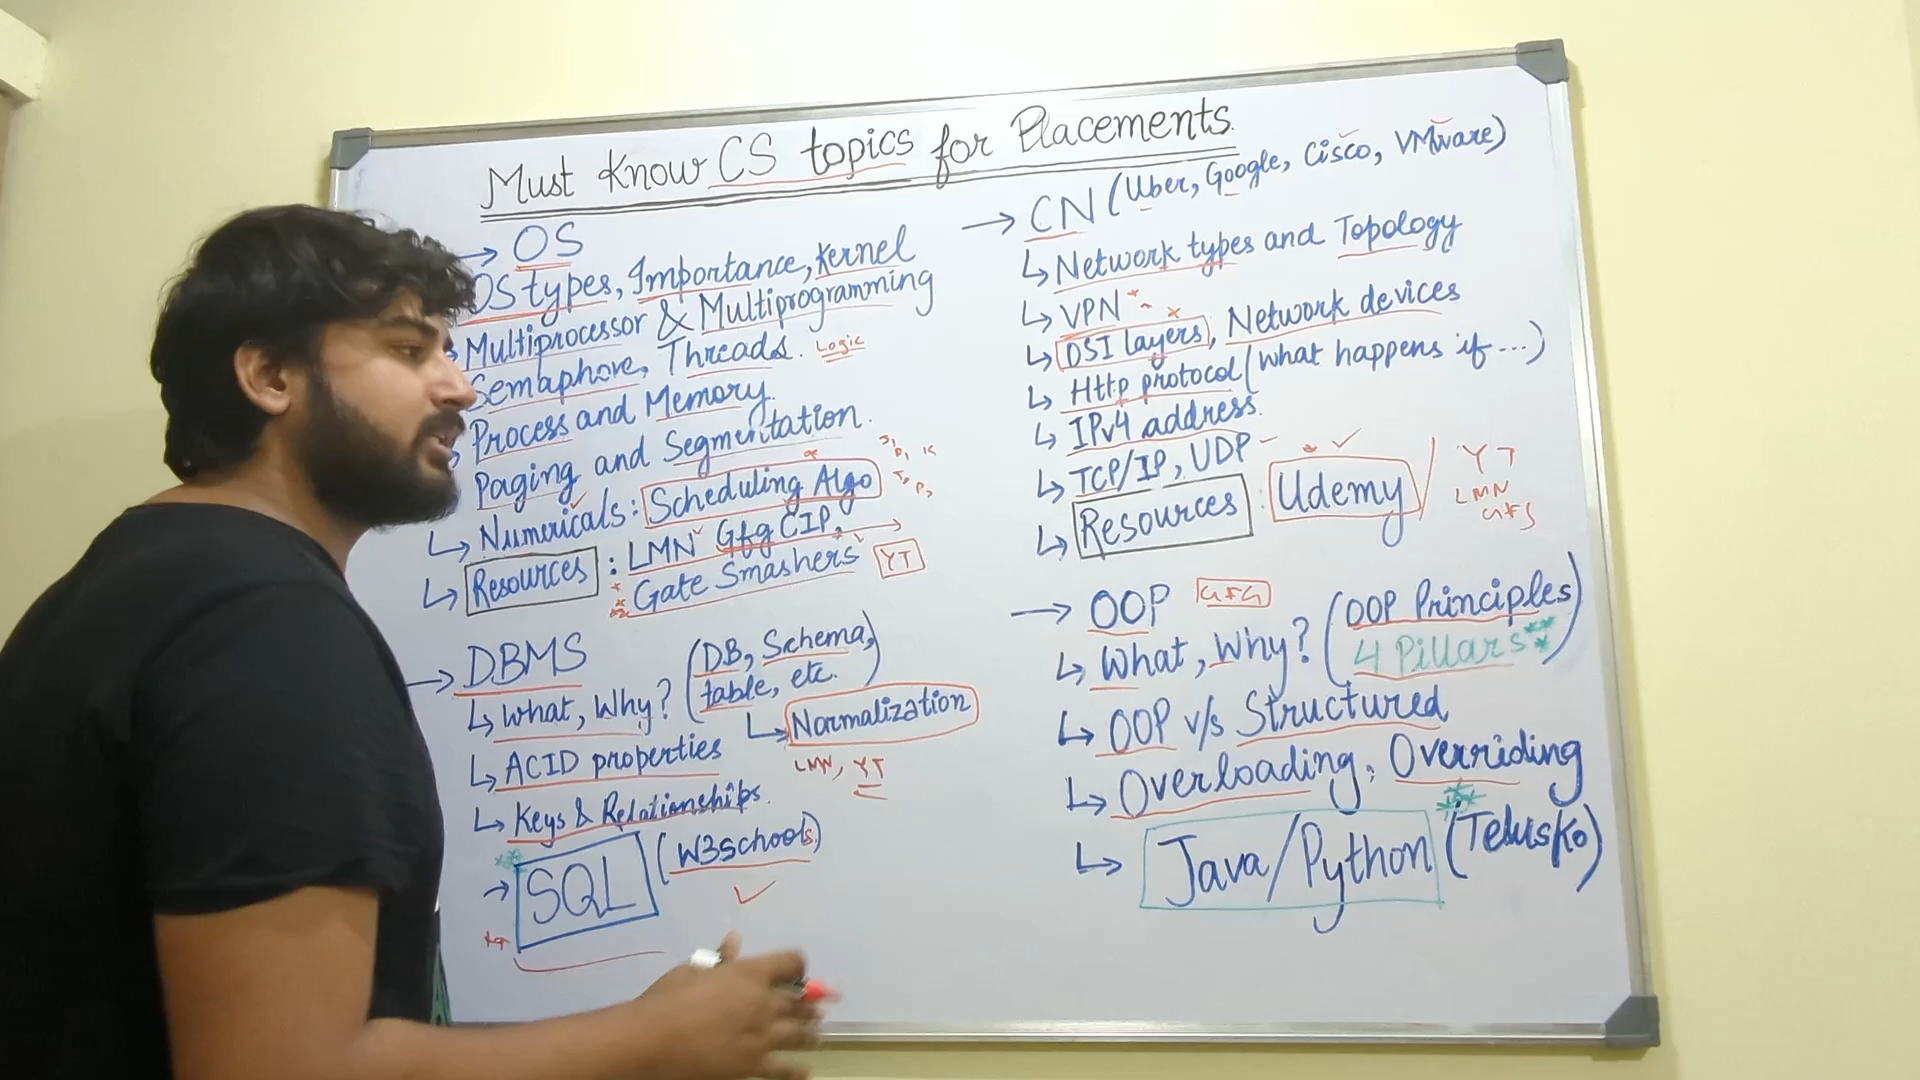 Must Know CS topics for Placements.
→ OS
OS types, Importance, Kernel
Multiprocessor & Multiprogramming
Semaphore, Threads. Logic
Process and Memory.
Paging and Segmentation.
↳ Numericals: Scheduling Algo
↳ Resources : LMN Gfg CIP,
Gate Smashers YT
→ DBMS
↳ What, Why? (DB, Schema,
table, etc.)
↳ Normalization
LMN, YT
↳ ACID properties
↳ Keys & Relationships.
→ SQL (W3Schools)
→ CN (Uber, Google, Cisco, VMware)
↳ Network types and Topology
↳ VPN
↳ OSI layers, Network devices
↳ Http protocol (what happens if ...)
↳ IPv4 address.
↳ TCP/IP, UDP
↳ Resources : Udemy / YT
LMN
GFG
→ OOP GFG
↳ What, Why? (OOP Principles
4 Pillars**)
↳ OOP v/s Structured
↳ Overloading, Overriding
↳ Java/Python (Telusko)